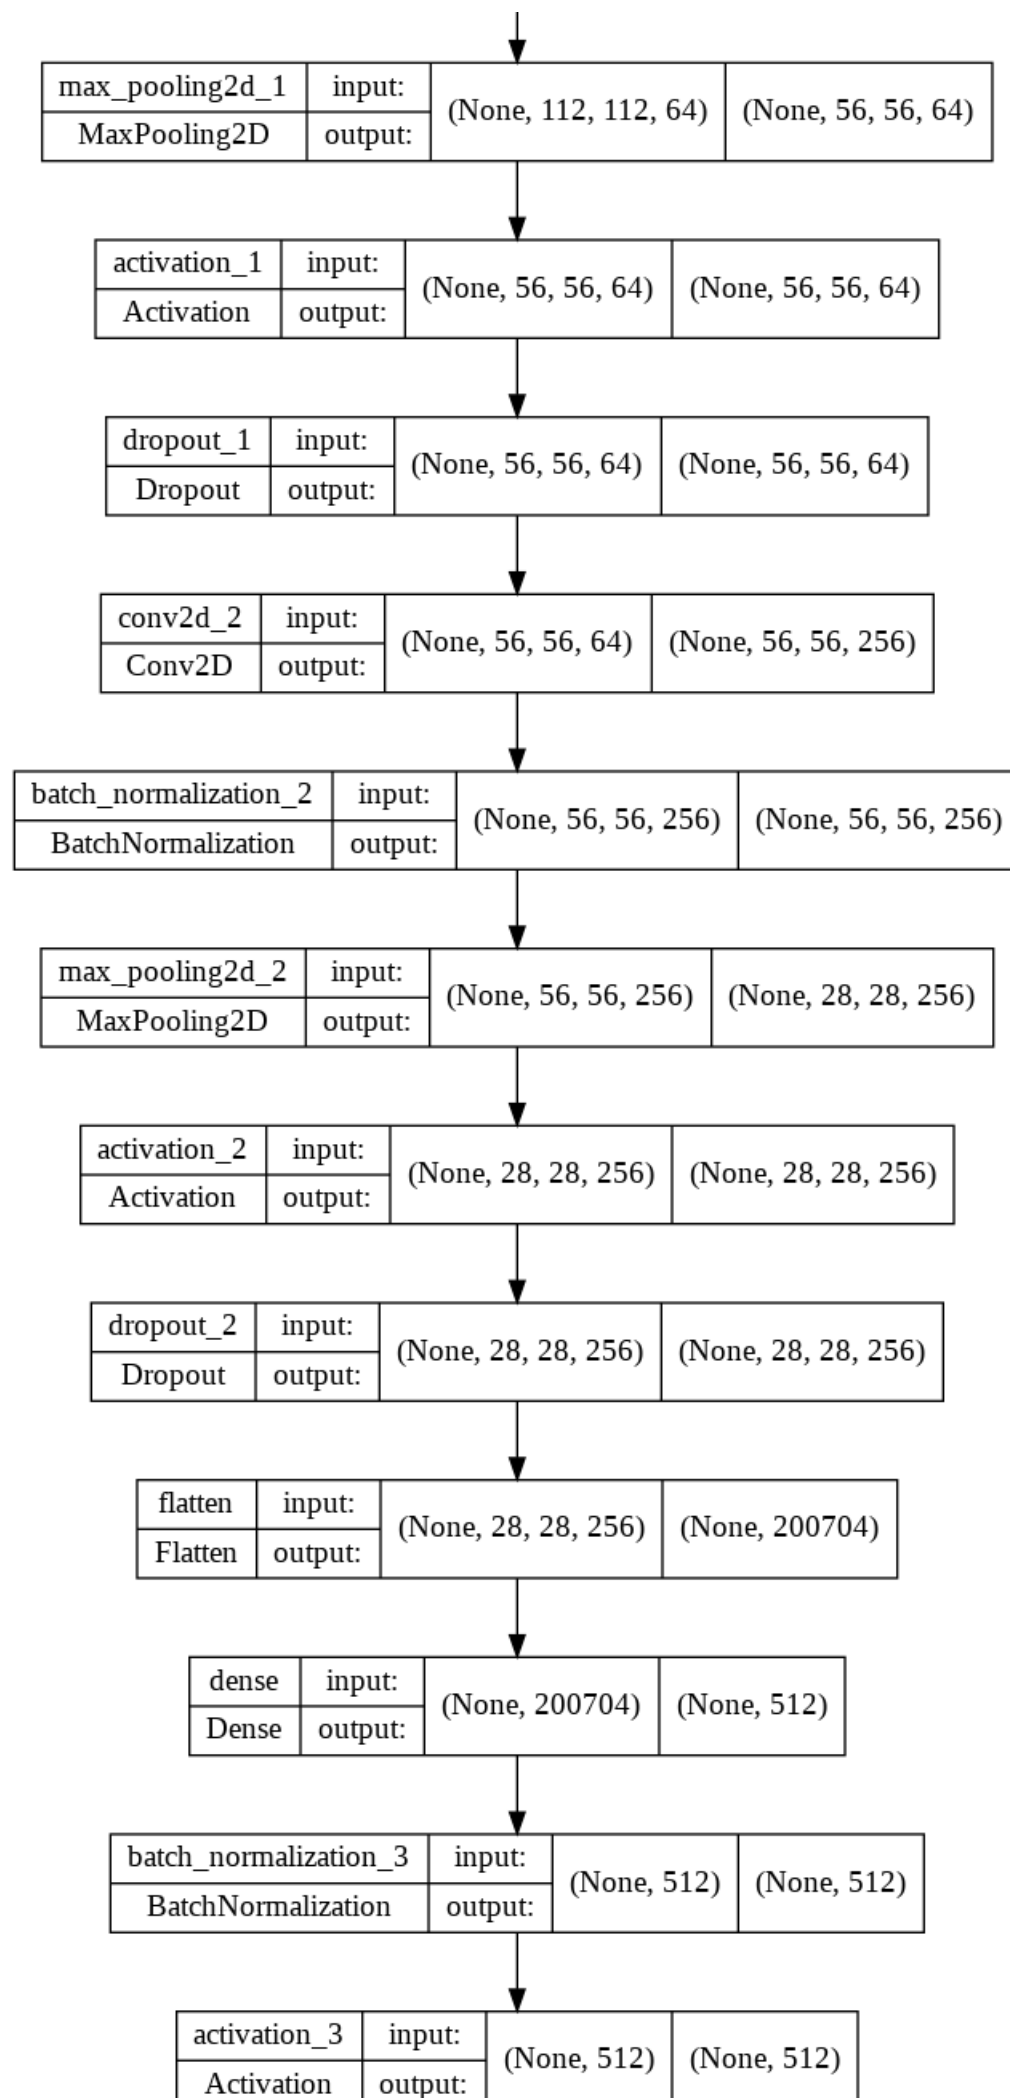 max_pooling2d_1 input: (None, 112, 112, 64) (None, 56, 56, 64)
MaxPooling2D output:
activation_1 input: (None, 56, 56, 64) (None, 56, 56, 64)
Activation output:
dropout_1 input: (None, 56, 56, 64) (None, 56, 56, 64)
Dropout output:
conv2d_2 input: (None, 56, 56, 64) (None, 56, 56, 256)
Conv2D output:
batch_normalization_2 input: (None, 56, 56, 256) (None, 56, 56, 256)
BatchNormalization output:
max_pooling2d_2 input: (None, 56, 56, 256) (None, 28, 28, 256)
MaxPooling2D output:
activation_2 input: (None, 28, 28, 256) (None, 28, 28, 256)
Activation output:
dropout_2 input: (None, 28, 28, 256) (None, 28, 28, 256)
Dropout output:
flatten input: (None, 28, 28, 256) (None, 200704)
Flatten output:
dense input: (None, 200704) (None, 512)
Dense output:
batch_normalization_3 input: (None, 512) (None, 512)
BatchNormalization output:
activation_3 input: (None, 512) (None, 512)
Activation output: